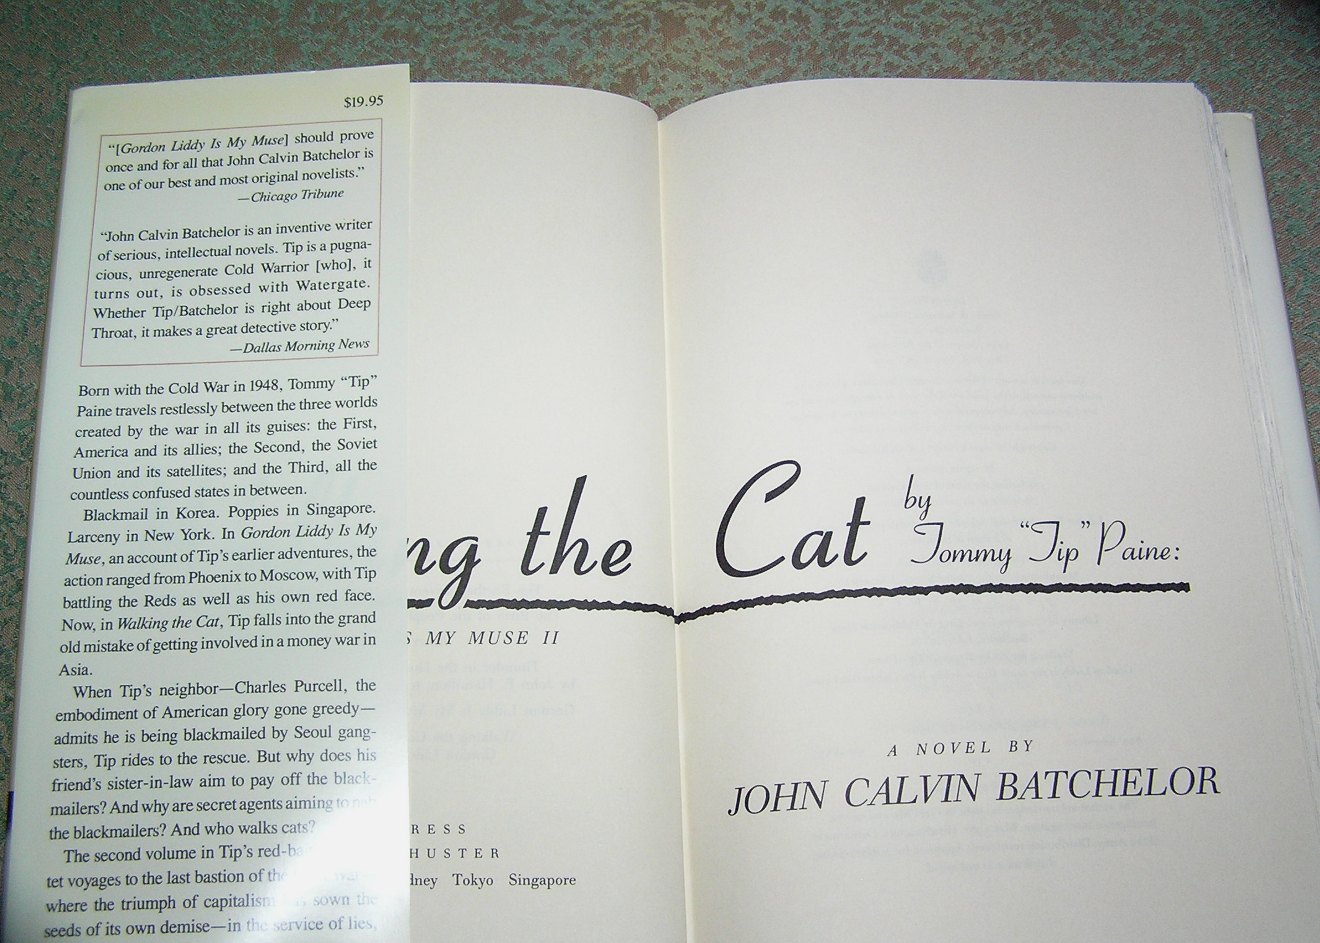 $19.95
“[Gordon Liddy Is My Muse] should prove
once and for all that John Calvin Batchelor is
one of our best and most original novelists.”
—Chicago Tribune
“John Calvin Batchelor is an inventive writer
of serious, intellectual novels. Tip is a pugna-
cious, unregenerate Cold Warrior [who], it
turns out, is obsessed with Watergate.
Whether Tip/Batchelor is right about Deep
Throat, it makes a great detective story.”
—Dallas Morning News
Born with the Cold War in 1948, Tommy “Tip”
Paine travels restlessly between the three worlds
created by the war in all its guises: the First,
America and its allies; the Second, the Soviet
Union and its satellites; and the Third, all the
countless confused states in between.
Blackmail in Korea. Poppies in Singapore.
Larceny in New York. In Gordon Liddy Is My
Muse, an account of Tip’s earlier adventures, the
action ranged from Phoenix to Moscow, with Tip
battling the Reds as well as his own red face.
Now, in Walking the Cat, Tip falls into the grand
old mistake of getting involved in a money war in
Asia.
When Tip’s neighbor—Charles Purcell, the
embodiment of American glory gone greedy—
admits he is being blackmailed by Seoul gang-
sters, Tip rides to the rescue. But why does his
friend’s sister-in-law aim to pay off the black-
mailers? And why are secret agents aiming to
the blackmailers? And who walks cats?
The second volume in Tip’s red-ba
tet voyages to the last bastion of the
where the triumph of capitalism sown the
seeds of its own demise—in the service of lies,
ng the Cat by
Tommy “Tip” Paine:
S MY MUSE II
A NOVEL BY
JOHN CALVIN BATCHELOR
RESS
HUSTER
dney Tokyo Singapore